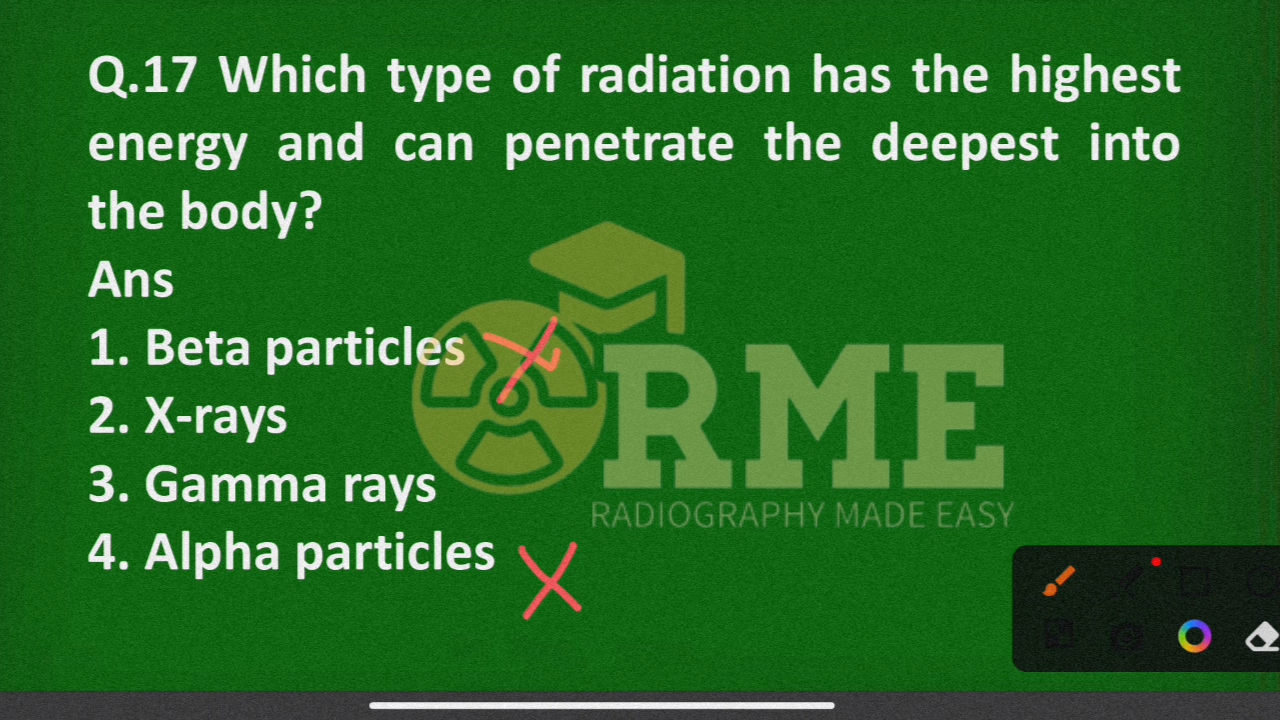 Q.17 Which type of radiation has the highest
energy and can penetrate the deepest into
the body?
Ans
1. Beta particles
2. X-rays
3. Gamma rays
4. Alpha particles
RME
RADIOGRAPHY MADE EASY